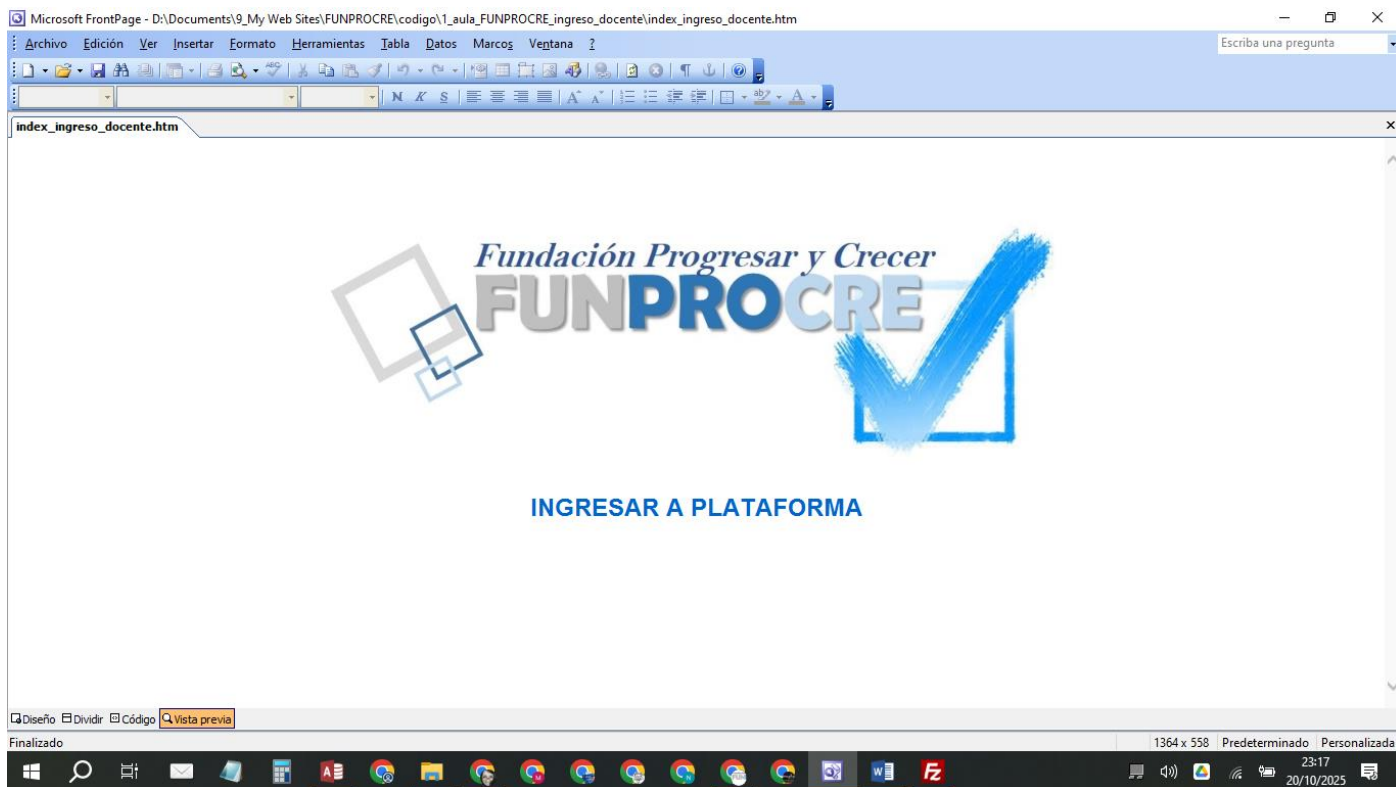 Microsoft FrontPage - D:\Documents\9_My Web Sites\FUNPROCRE\codigo\1_aula_FUNPROCRE_ingreso_docente\index_ingreso_docente.htm
Archivo Edición Ver Insertar Formato Herramientas Tabla Datos Marcos Ventana ? Escriba una pregunta
N K S A A ab A
index_ingreso_docente.htm
Fundación Progresar y Crecer
FUNPROCRE
INGRESAR A PLATAFORMA
Diseño Dividir Código Vista previa
Finalizado 1364 x 558 Predeterminado Personalizada
23:17
20/10/2025